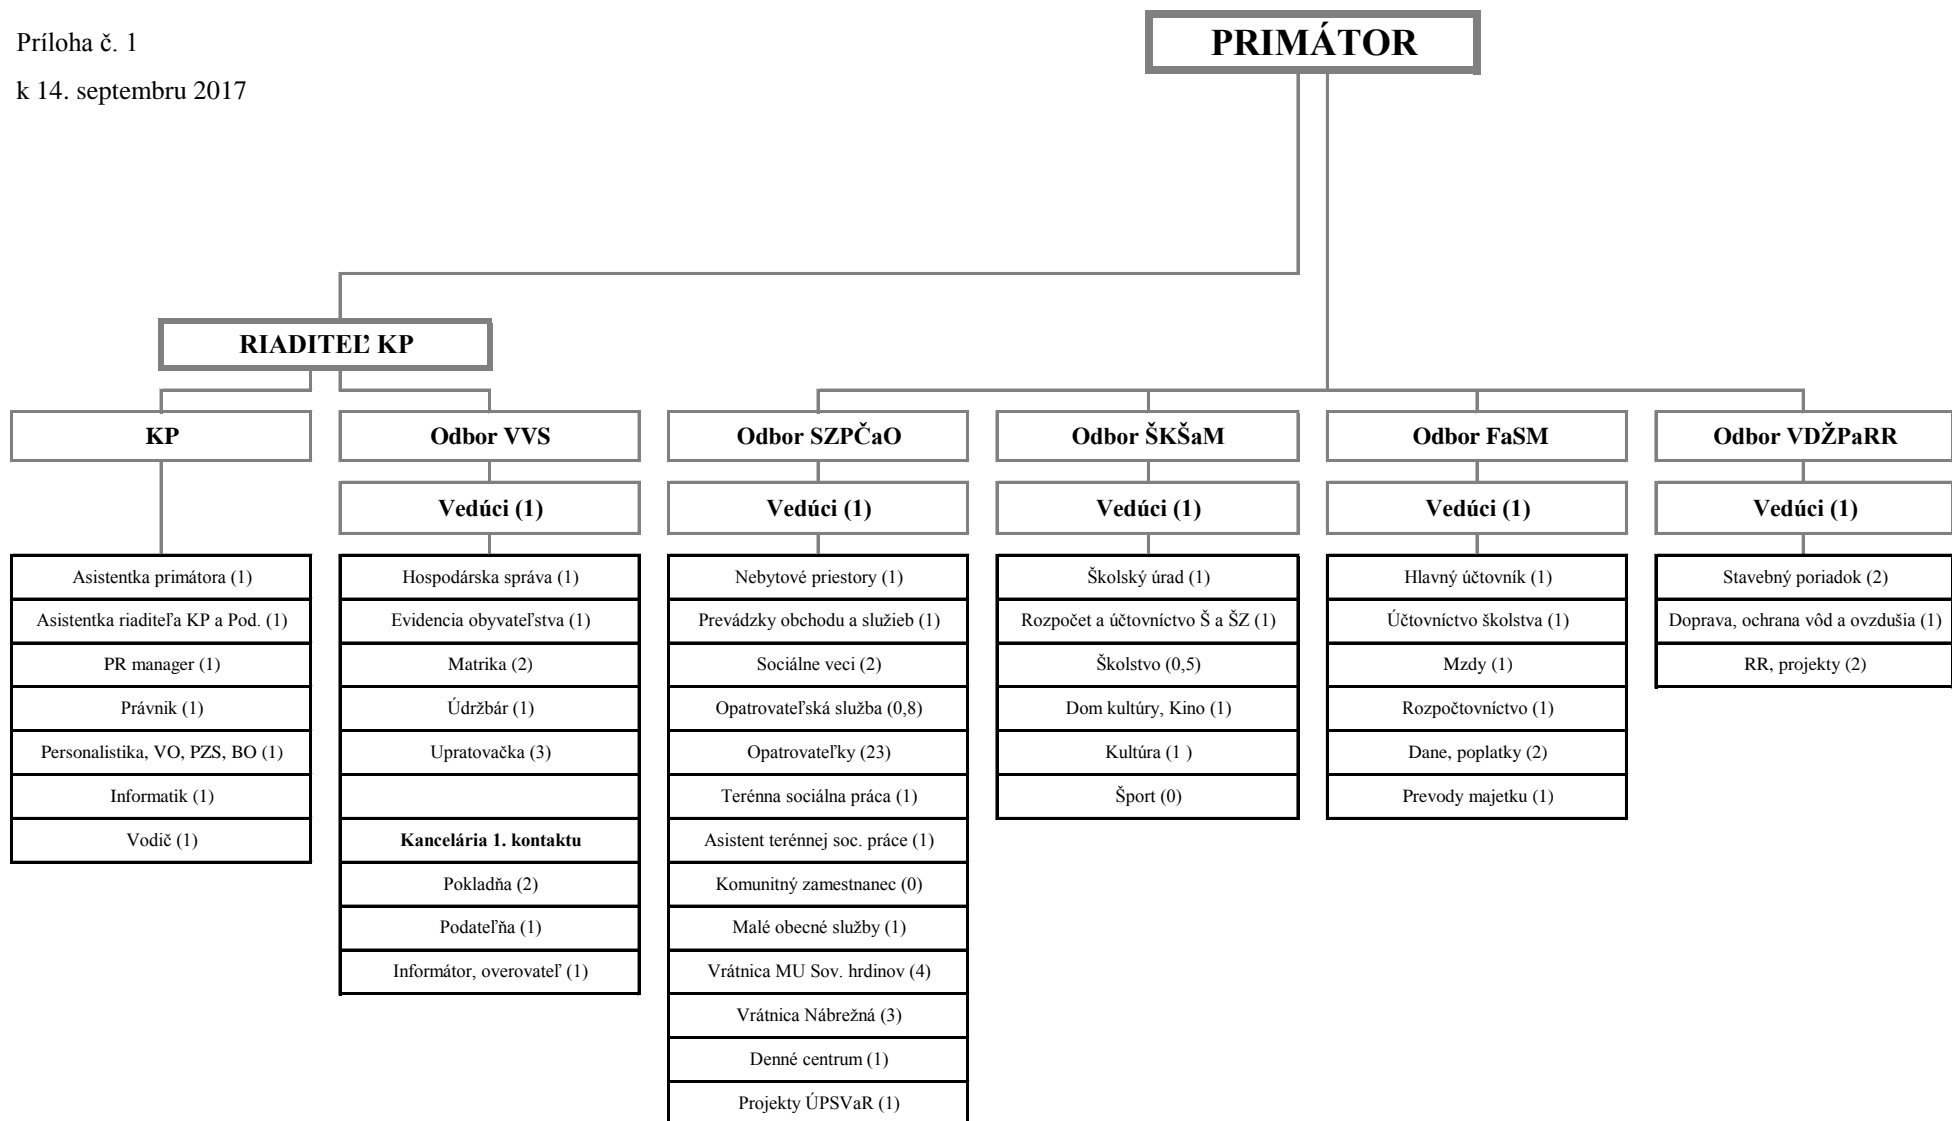 Príloha č. 1
k 14. septembru 2017
PRIMÁTOR
RIADITEĽ KP
KP
Asistentka primátora (1)
Asistentka riaditeľa KP a Pod. (1)
PR manager (1)
Právnik (1)
Personalistika, VO, PZS, BO (1)
Informatik (1)
Vodič (1)
Odbor VVS
Vedúci (1)
Hospodárska správa (1)
Evidencia obyvateľstva (1)
Matrika (2)
Údržbár (1)
Upratovačka (3)
Kancelária 1. kontaktu
Pokladňa (2)
Podateľňa (1)
Informátor, overovateľ (1)
Odbor SZPČaO
Vedúci (1)
Nebytové priestory (1)
Prevádzky obchodu a služieb (1)
Sociálne veci (2)
Opatrovateľská služba (0,8)
Opatrovateľky (23)
Terénna sociálna práca (1)
Asistent terénnej soc. práce (1)
Komunitný zamestnanec (0)
Malé obecné služby (1)
Vrátnica MU Sov. hrdinov (4)
Vrátnica Nábrežná (3)
Denné centrum (1)
Projekty ÚPSVaR (1)
Odbor ŠKŠaM
Vedúci (1)
Školský úrad (1)
Rozpočet a účtovníctvo Š a ŠZ (1)
Školstvo (0,5)
Dom kultúry, Kino (1)
Kultúra (1 )
Šport (0)
Odbor FaSM
Vedúci (1)
Hlavný účtovník (1)
Účtovníctvo školstva (1)
Mzdy (1)
Rozpočtovníctvo (1)
Dane, poplatky (2)
Prevody majetku (1)
Odbor VDŽPaRR
Vedúci (1)
Stavebný poriadok (2)
Doprava, ochrana vôd a ovzdušia (1)
RR, projekty (2)